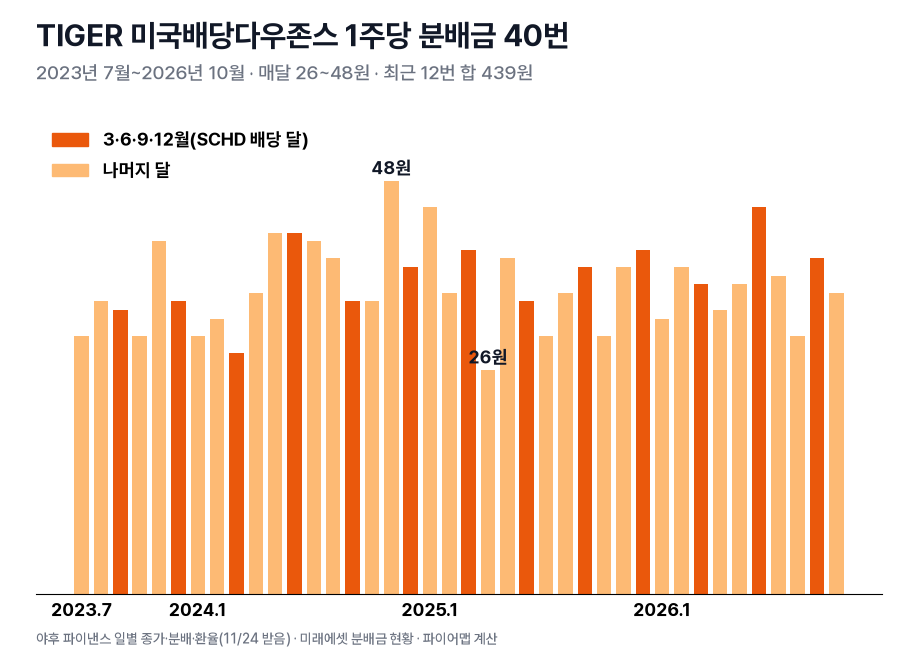 TIGER 미국배당다우존스 1주당 분배금 40번
2023년 7월~2026년 10월 · 매달 26~48원 · 최근 12번 합 439원
3·6·9·12월(SCHD 배당 달)
나머지 달
48원
26원
2023.7 2024.1 2025.1 2026.1
야후 파이낸스 일별 종가·분배·환율(11/24 받음) · 미래에셋 분배금 현황 · 파이어맵 계산